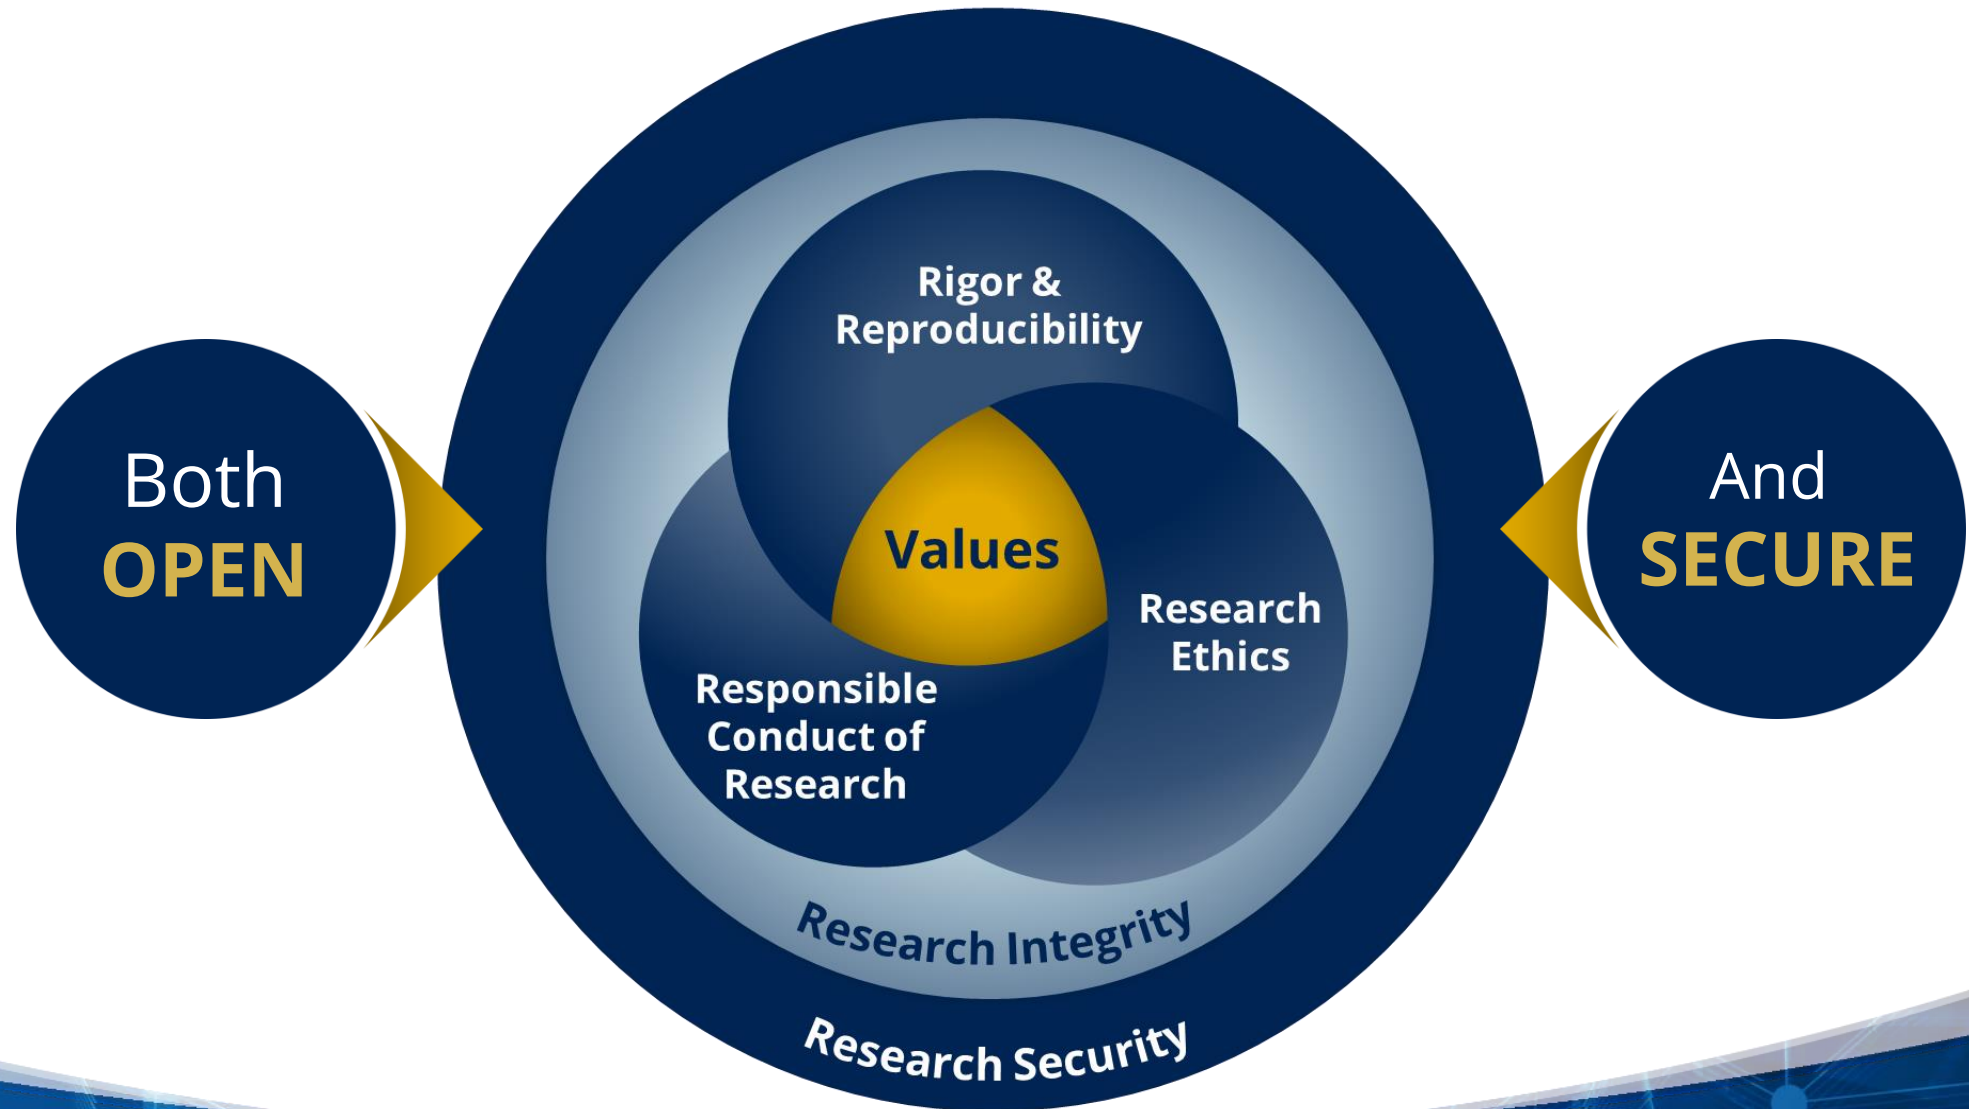 Both
OPEN
Rigor &
Reproducibility
Values
Research
Ethics
Responsible
Conduct of
Research
Research Integrity
Research Security
And
SECURE